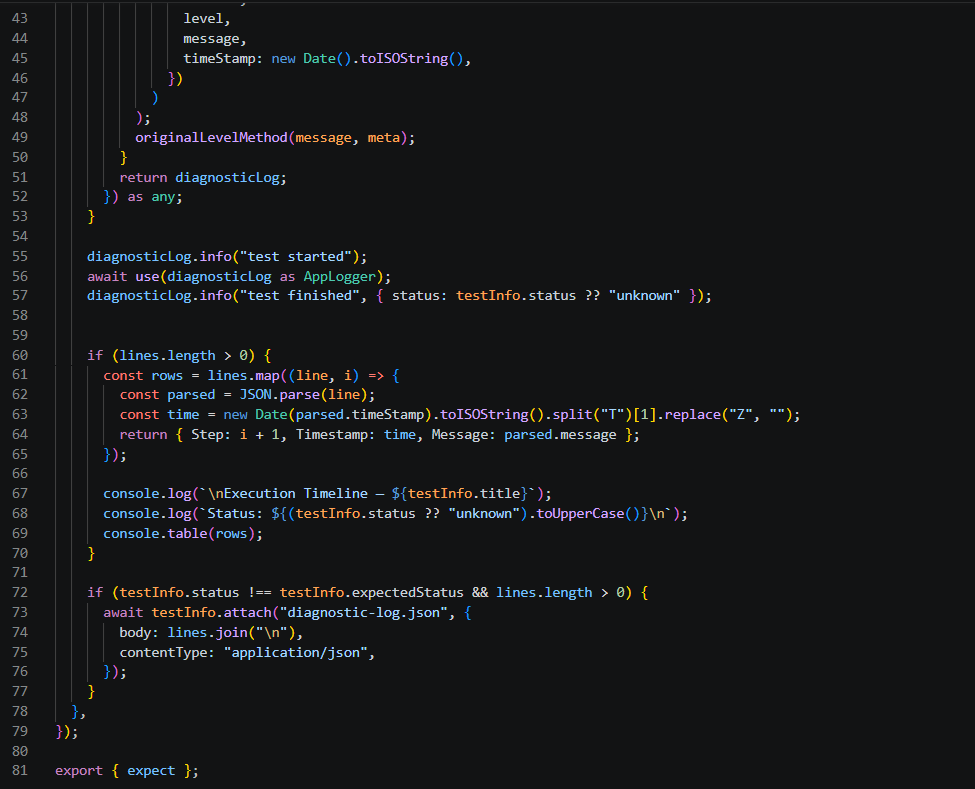 43 level,
44 message,
45 timeStamp: new Date().toISOString(),
46 })
47 )
48 );
49 originalLevelMethod(message, meta);
50 }
51 return diagnosticLog;
52 }) as any;
53 }
54
55 diagnosticLog.info("test started");
56 await use(diagnosticLog as AppLogger);
57 diagnosticLog.info("test finished", { status: testInfo.status ?? "unknown" });
58
59
60 if (lines.length > 0) {
61 const rows = lines.map((line, i) => {
62 const parsed = JSON.parse(line);
63 const time = new Date(parsed.timeStamp).toISOString().split("T")[1].replace("Z", "");
64 return { Step: i + 1, Timestamp: time, Message: parsed.message };
65 });
66
67 console.log(`\nExecution Timeline — ${testInfo.title}`);
68 console.log(`Status: ${(testInfo.status ?? "unknown").toUpperCase()}\n`);
69 console.table(rows);
70 }
71
72 if (testInfo.status !== testInfo.expectedStatus && lines.length > 0) {
73 await testInfo.attach("diagnostic-log.json", {
74 body: lines.join("\n"),
75 contentType: "application/json",
76 });
77 }
78 },
79 });
80
81 export { expect };